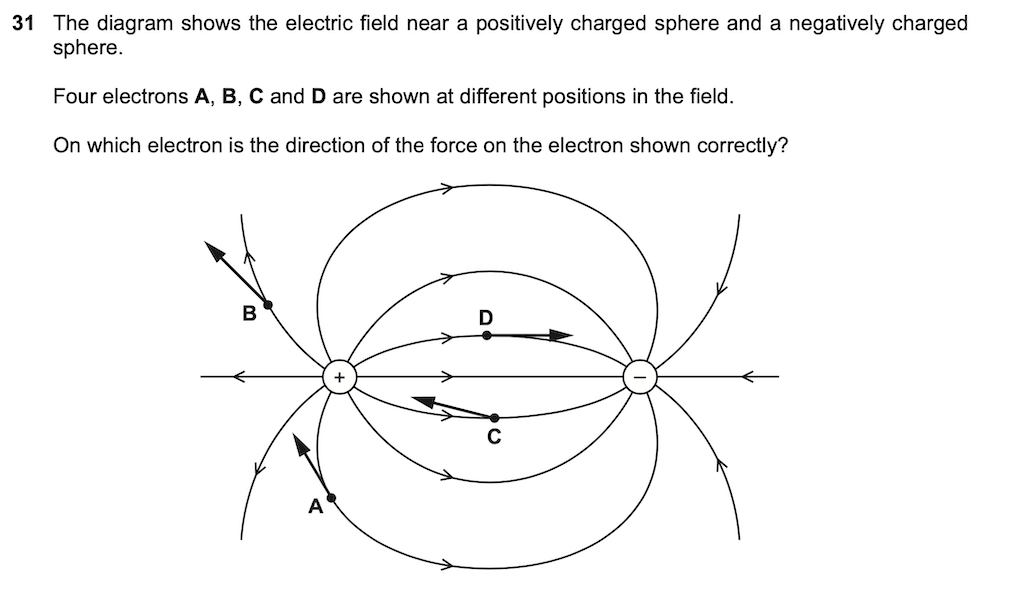 31 The diagram shows the electric field near a positively charged sphere and a negatively charged
sphere.
Four electrons A, B, C and D are shown at different positions in the field.
On which electron is the direction of the force on the electron shown correctly?
B
D
+
–
C
A